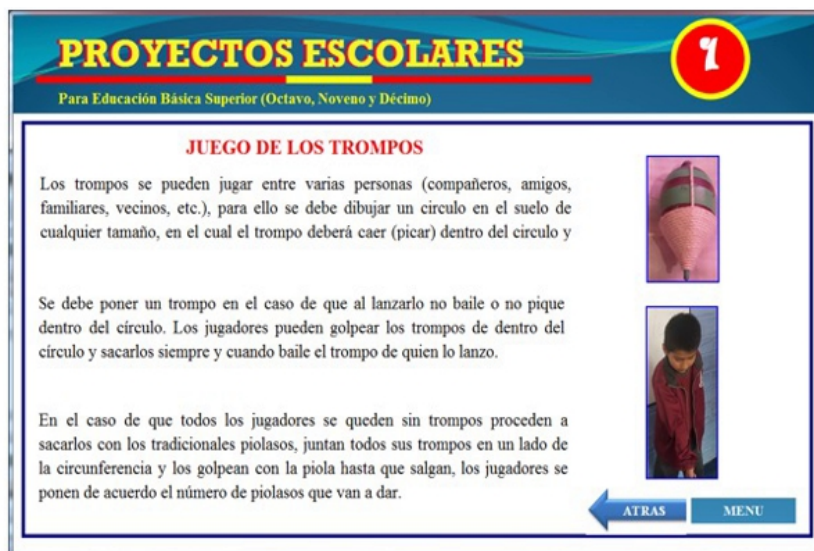 PROYECTOS ESCOLARES
Para Educación Básica Superior (Octavo, Noveno y Décimo)
1
JUEGO DE LOS TROMPOS
Los trompos se pueden jugar entre varias personas (compañeros, amigos,
familiares, vecinos, etc.), para ello se debe dibujar un circulo en el suelo de
cualquier tamaño, en el cual el trompo deberá caer (picar) dentro del circulo y
Se debe poner un trompo en el caso de que al lanzarlo no baile o no pique
dentro del círculo. Los jugadores pueden golpear los trompos de dentro del
círculo y sacarlos siempre y cuando baile el trompo de quien lo lanzo.
En el caso de que todos los jugadores se queden sin trompos proceden a
sacarlos con los tradicionales piolasos, juntan todos sus trompos en un lado de
la circunferencia y los golpean con la piola hasta que salgan, los jugadores se
ponen de acuerdo el número de piolasos que van a dar.
ATRAS
MENU